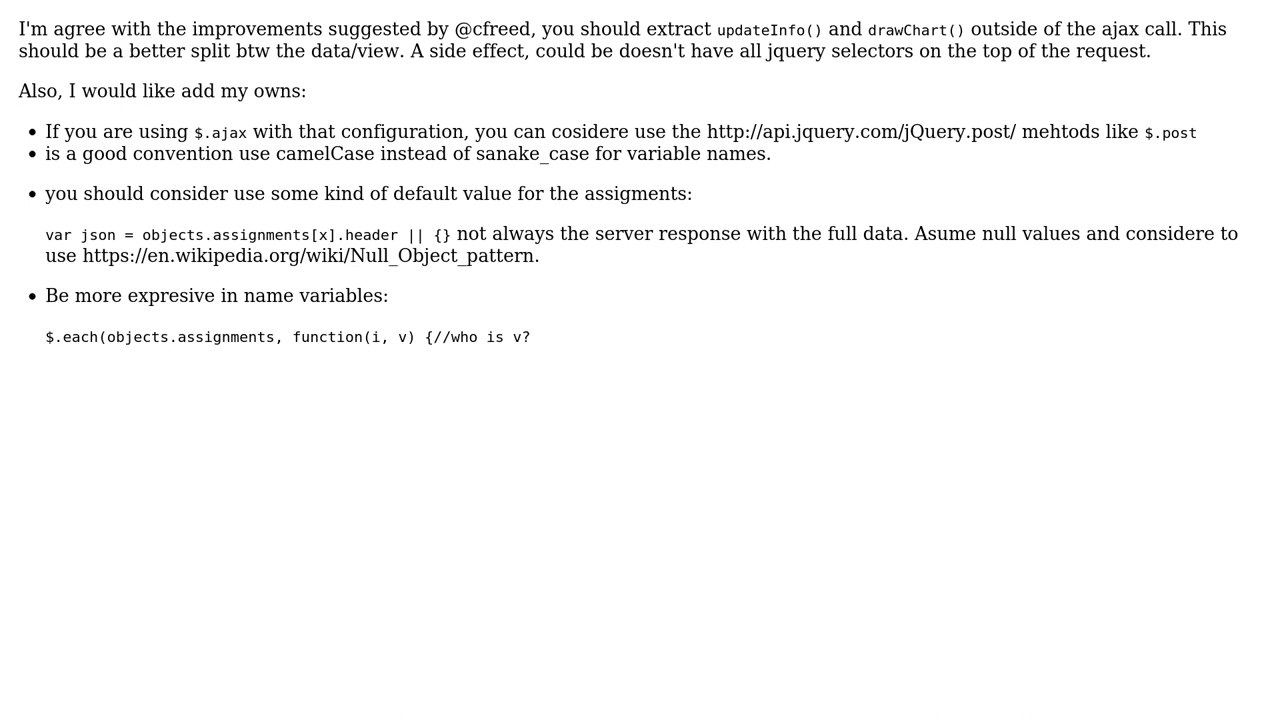 I'm agree with the improvements suggested by @cfreed, you should extract updateInfo() and drawChart() outside of the ajax call. This
should be a better split btw the data/view. A side effect, could be doesn't have all jquery selectors on the top of the request.
Also, I would like add my owns:
• If you are using $.ajax with that configuration, you can cosidere use the http://api.jquery.com/jQuery.post/ mehtods like $.post
• is a good convention use camelCase instead of sanake_case for variable names.
• you should consider use some kind of default value for the assigments:
var json = objects.assignments[x].header || {} not always the server response with the full data. Asume null values and considere to
use https://en.wikipedia.org/wiki/Null_Object_pattern.
• Be more expresive in name variables:
$.each(objects.assignments, function(i, v) {//who is v?